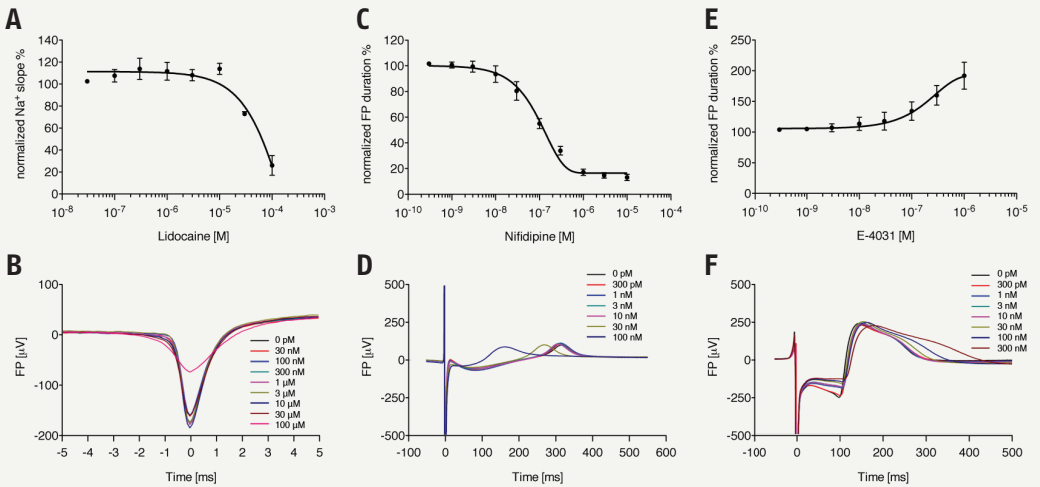 A
normalized Na⁺ slope %
140
120
100
80
60
40
20
0
10⁻⁸ 10⁻⁷ 10⁻⁶ 10⁻⁵ 10⁻⁴ 10⁻³
Lidocaine [M]
C
normalized FP duration %
120
100
80
60
40
20
0
10⁻¹⁰ 10⁻⁹ 10⁻⁸ 10⁻⁷ 10⁻⁶ 10⁻⁵ 10⁻⁴
Nifidipine [M]
E
normalized FP duration %
250
200
150
100
50
0
10⁻¹⁰ 10⁻⁹ 10⁻⁸ 10⁻⁷ 10⁻⁶ 10⁻⁵
E-4031 [M]
B
FP [µV]
100
0
-100
-200
0 pM
30 nM
100 nM
300 nM
1 µM
3 µM
10 µM
30 µM
100 µM
-5 -4 -3 -2 -1 0 1 2 3 4 5
Time [ms]
D
FP [µV]
500
250
0
-250
-500
0 pM
300 pM
1 nM
3 nM
10 nM
30 nM
100 nM
-100 0 100 200 300 400 500 600
Time [ms]
F
FP [µV]
500
250
0
-250
-500
0 pM
300 pM
1 nM
3 nM
10 nM
30 nM
100 nM
300 nM
-100 0 100 200 300 400 500
Time [ms]